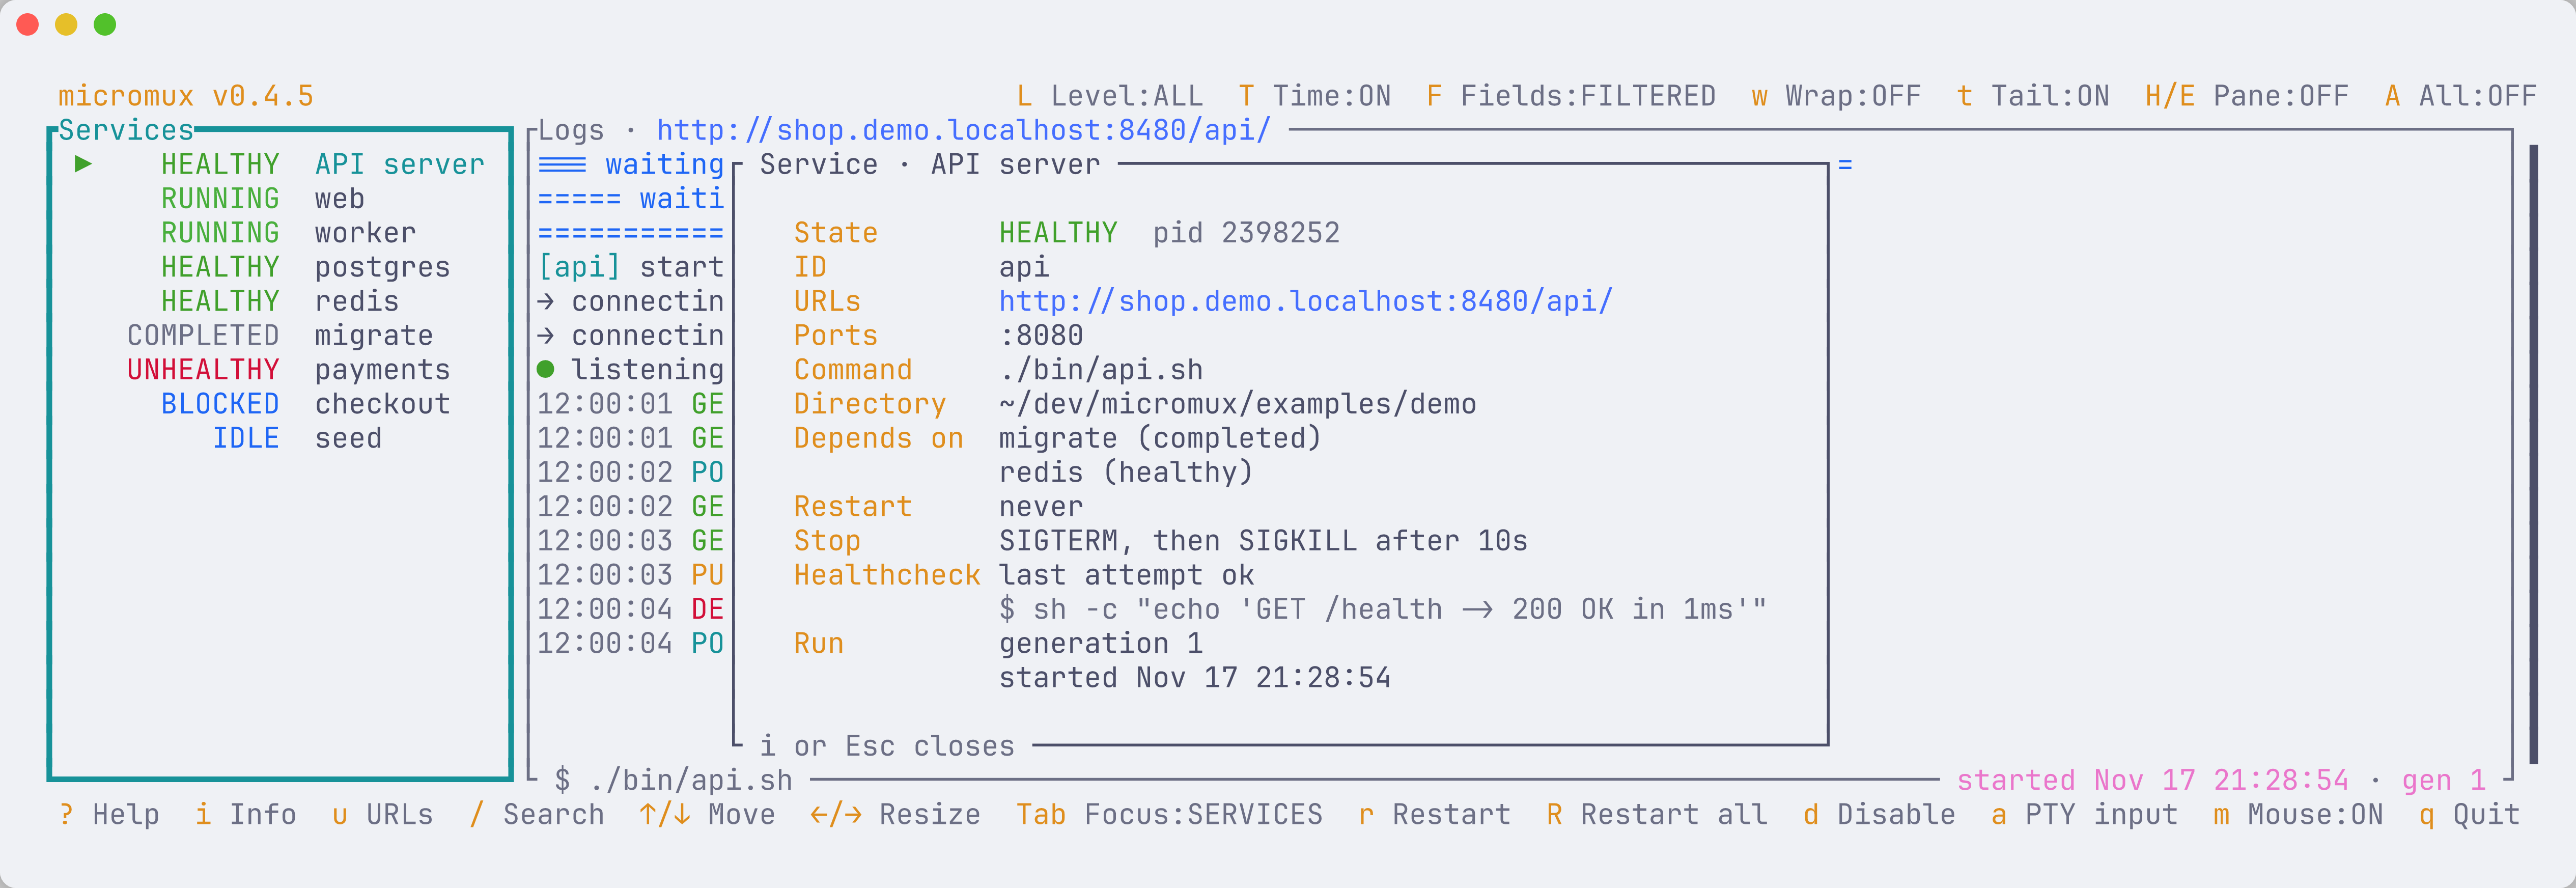 micromux v0.4.5 L Level:ALL T Time:ON F Fields:FILTERED w Wrap:OFF t Tail:ON H/E Pane:OFF A All:OFF
Services
▶ HEALTHY API server
RUNNING web
RUNNING worker
HEALTHY postgres
HEALTHY redis
COMPLETED migrate
UNHEALTHY payments
BLOCKED checkout
IDLE seed
Logs · http://shop.demo.localhost:8480/api/
=== waiting =
===== waiti
===========
[api] start
→ connectin
→ connectin
● listening
12:00:01 GE
12:00:01 GE
12:00:02 PO
12:00:02 GE
12:00:03 GE
12:00:03 PU
12:00:04 DE
12:00:04 PO
Service · API server
State HEALTHY pid 2398252
ID api
URLs http://shop.demo.localhost:8480/api/
Ports :8080
Command ./bin/api.sh
Directory ~/dev/micromux/examples/demo
Depends on migrate (completed)
redis (healthy)
Restart never
Stop SIGTERM, then SIGKILL after 10s
Healthcheck last attempt ok
$ sh -c "echo 'GET /health → 200 OK in 1ms'"
Run generation 1
started Nov 17 21:28:54
i or Esc closes
$ ./bin/api.sh started Nov 17 21:28:54 · gen 1
? Help i Info u URLs / Search ↑/↓ Move ←/→ Resize Tab Focus:SERVICES r Restart R Restart all d Disable a PTY input m Mouse:ON q Quit